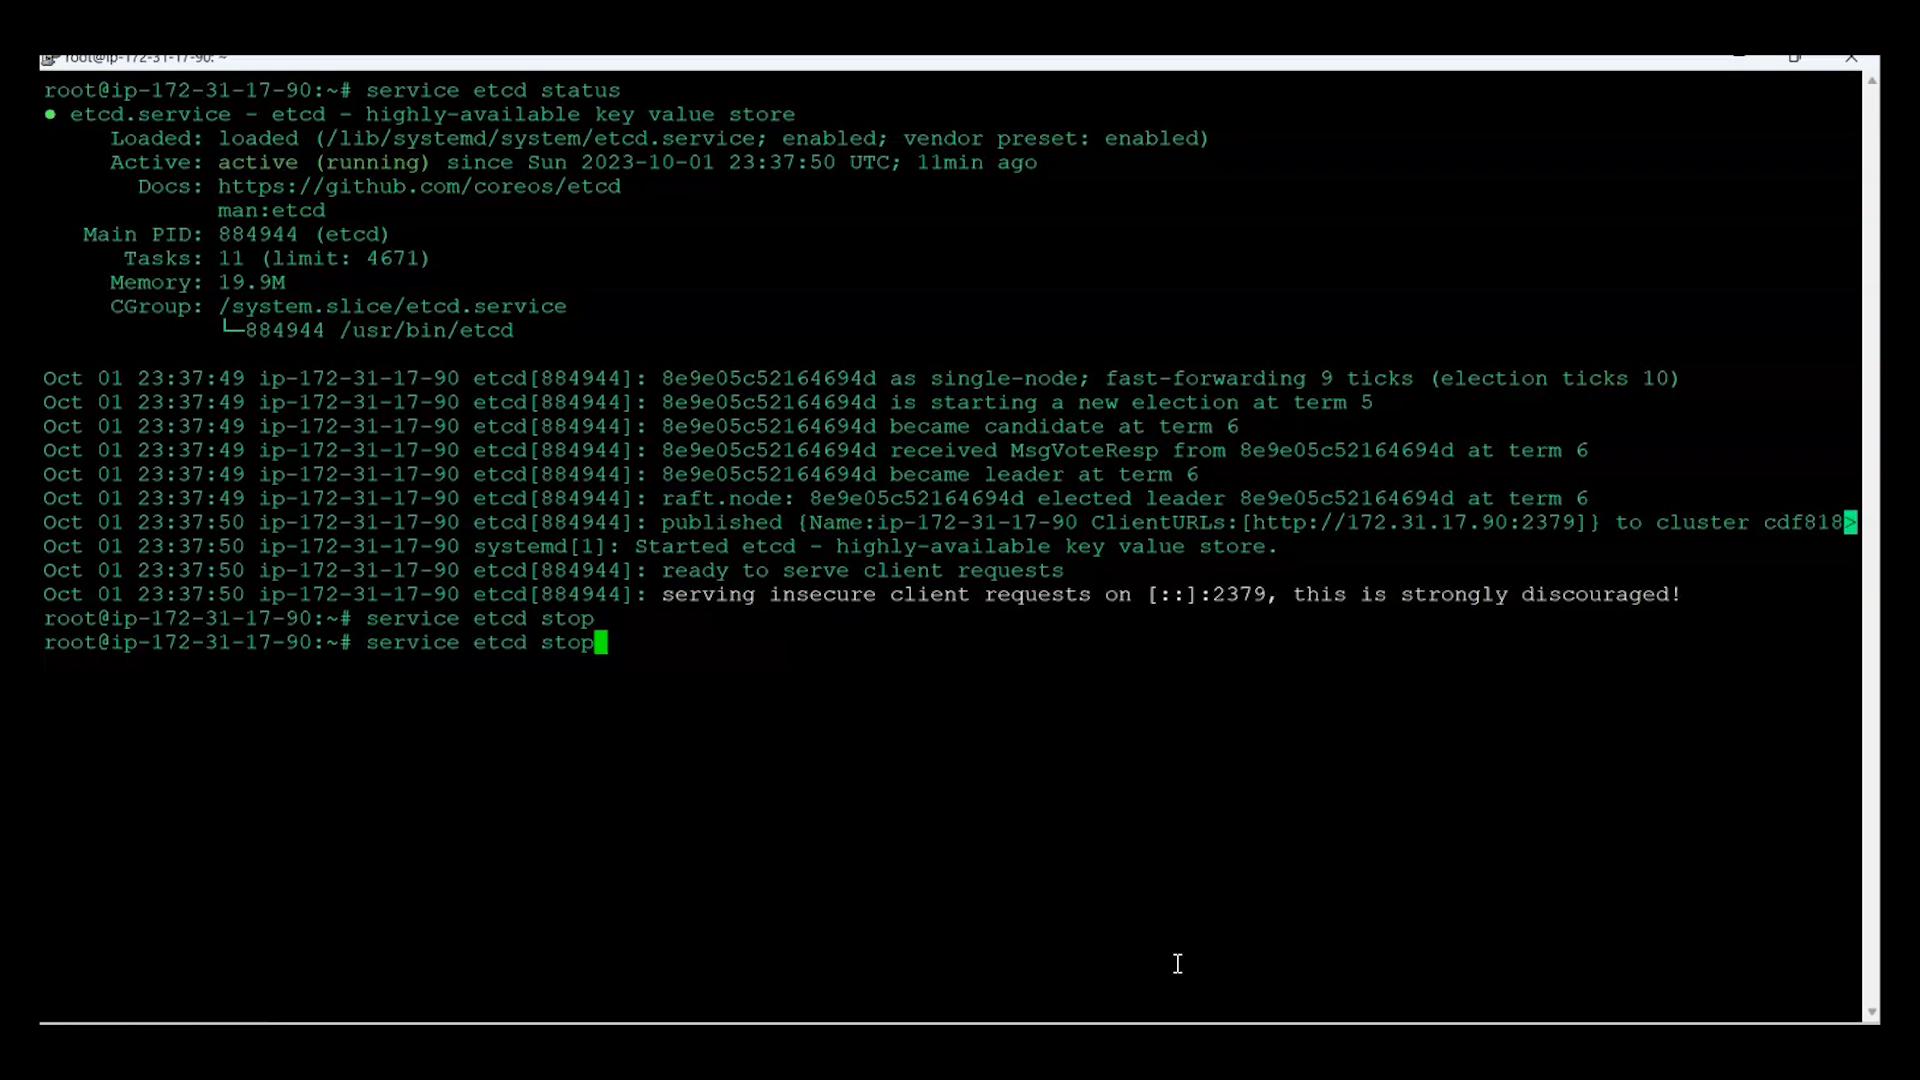 root@ip-172-31-17-90: ~
root@ip-172-31-17-90:~# service etcd status
● etcd.service - etcd - highly-available key value store
     Loaded: loaded (/lib/systemd/system/etcd.service; enabled; vendor preset: enabled)
     Active: active (running) since Sun 2023-10-01 23:37:50 UTC; 11min ago
       Docs: https://github.com/coreos/etcd
             man:etcd
   Main PID: 884944 (etcd)
      Tasks: 11 (limit: 4671)
     Memory: 19.9M
     CGroup: /system.slice/etcd.service
             └─884944 /usr/bin/etcd
Oct 01 23:37:49 ip-172-31-17-90 etcd[884944]: 8e9e05c52164694d as single-node; fast-forwarding 9 ticks (election ticks 10)
Oct 01 23:37:49 ip-172-31-17-90 etcd[884944]: 8e9e05c52164694d is starting a new election at term 5
Oct 01 23:37:49 ip-172-31-17-90 etcd[884944]: 8e9e05c52164694d became candidate at term 6
Oct 01 23:37:49 ip-172-31-17-90 etcd[884944]: 8e9e05c52164694d received MsgVoteResp from 8e9e05c52164694d at term 6
Oct 01 23:37:49 ip-172-31-17-90 etcd[884944]: 8e9e05c52164694d became leader at term 6
Oct 01 23:37:49 ip-172-31-17-90 etcd[884944]: raft.node: 8e9e05c52164694d elected leader 8e9e05c52164694d at term 6
Oct 01 23:37:50 ip-172-31-17-90 etcd[884944]: published {Name:ip-172-31-17-90 ClientURLs:[http://172.31.17.90:2379]} to cluster cdf818>
Oct 01 23:37:50 ip-172-31-17-90 systemd[1]: Started etcd - highly-available key value store.
Oct 01 23:37:50 ip-172-31-17-90 etcd[884944]: ready to serve client requests
Oct 01 23:37:50 ip-172-31-17-90 etcd[884944]: serving insecure client requests on [::]:2379, this is strongly discouraged!
root@ip-172-31-17-90:~# service etcd stop
root@ip-172-31-17-90:~# service etcd stop